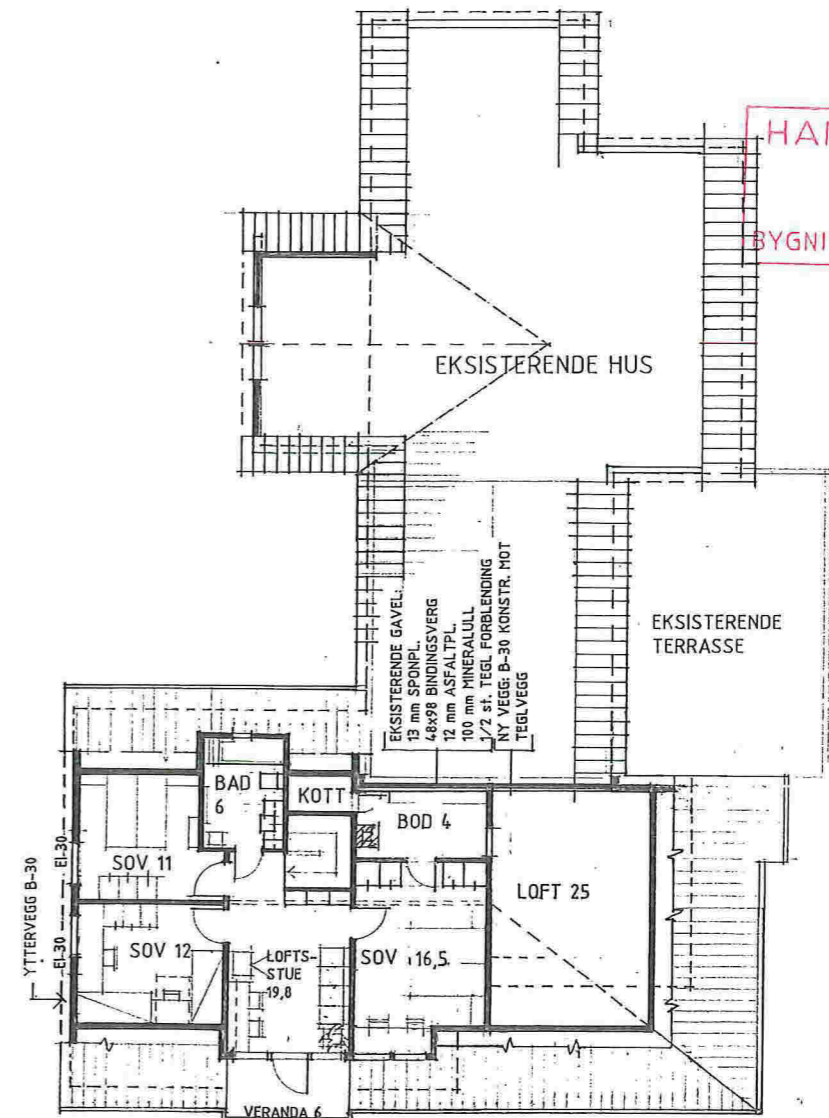 HAM
BYGNI
EKSISTERENDE HUS
EKSISTERENDE GAVEL:
13 mm SPONPL.
48x98 BINDINGSVERG
12 mm ASFALTPL.
100 mm MINERALULL
1/2 st. TEGL FORBLENDING
NY VEGG: B-30 KONSTR. MOT
TEGLVEGG
EKSISTERENDE
TERRASSE
BAD
6
KOTT
BOD 4
SOV 11
LOFT 25
EI-30
YTTERVEGG B-30
EI-30
SOV 12
LOFTS-
STUE
19,8
SOV 16,5
VERANDA 6